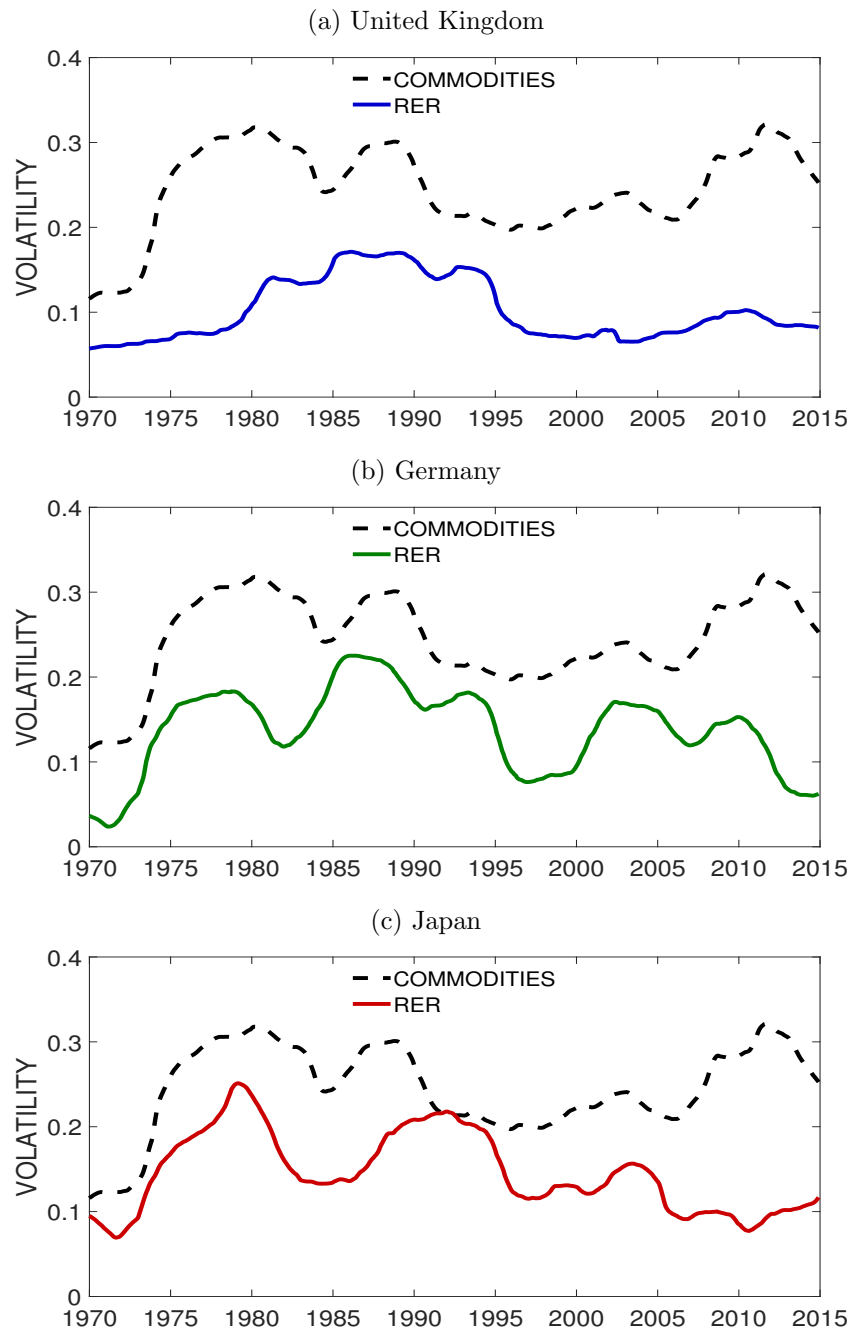 (a) United Kingdom
0.4
COMMODITIES
RER
0.3
VOLATILITY
0.2
0.1
0
1970 1975 1980 1985 1990 1995 2000 2005 2010 2015
(b) Germany
0.4
COMMODITIES
RER
0.3
VOLATILITY
0.2
0.1
0
1970 1975 1980 1985 1990 1995 2000 2005 2010 2015
(c) Japan
0.4
COMMODITIES
RER
0.3
VOLATILITY
0.2
0.1
0
1970 1975 1980 1985 1990 1995 2000 2005 2010 2015